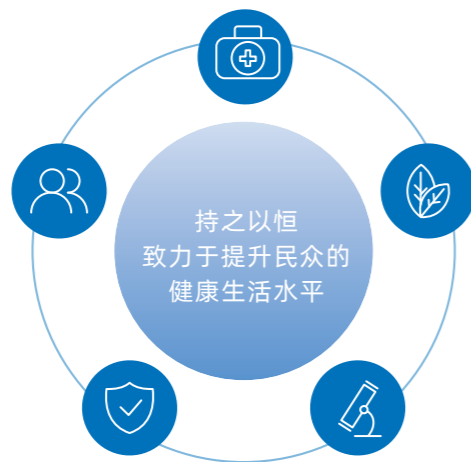 持之以恒
致力于提升民众的
健康生活水平